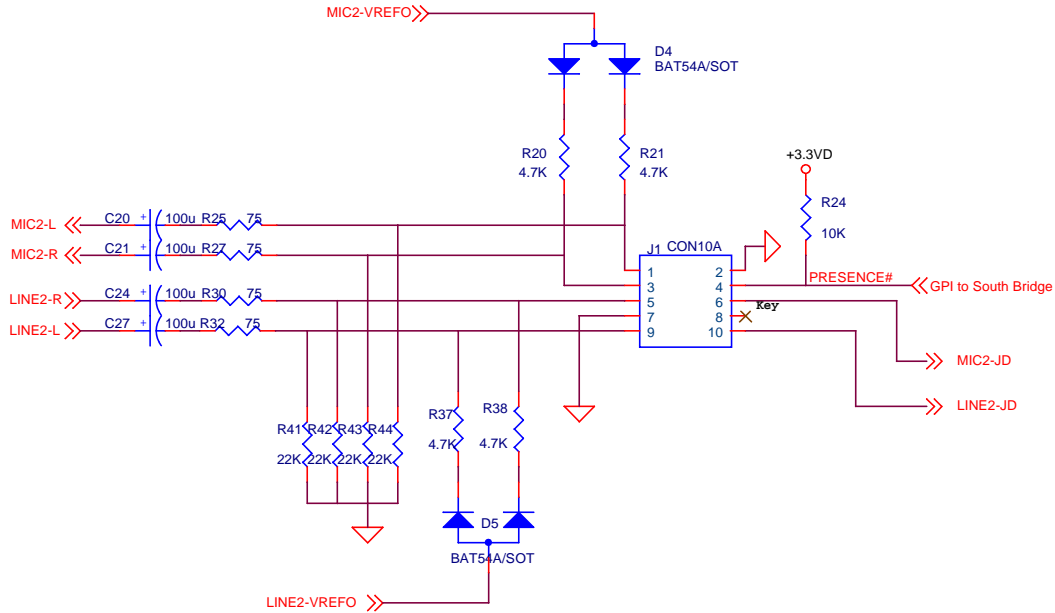 MIC2-VREFO
D4
BAT54A/SOT
R20
4.7K
R21
4.7K
+3.3VD
R24
10K
MIC2-L
C20
+
100u
R25
75
MIC2-R
C21
+
100u
R27
75
LINE2-R
C24
+
100u
R30
75
LINE2-L
C27
+
100u
R32
75
J1
CON10A
1
2
3
4
5
6
7
8
9
10
PRESENCE#
GPI to South Bridge
Key
MIC2-JD
LINE2-JD
R41
22K
R42
22K
R43
22K
R44
22K
R37
4.7K
R38
4.7K
D5
BAT54A/SOT
LINE2-VREFO